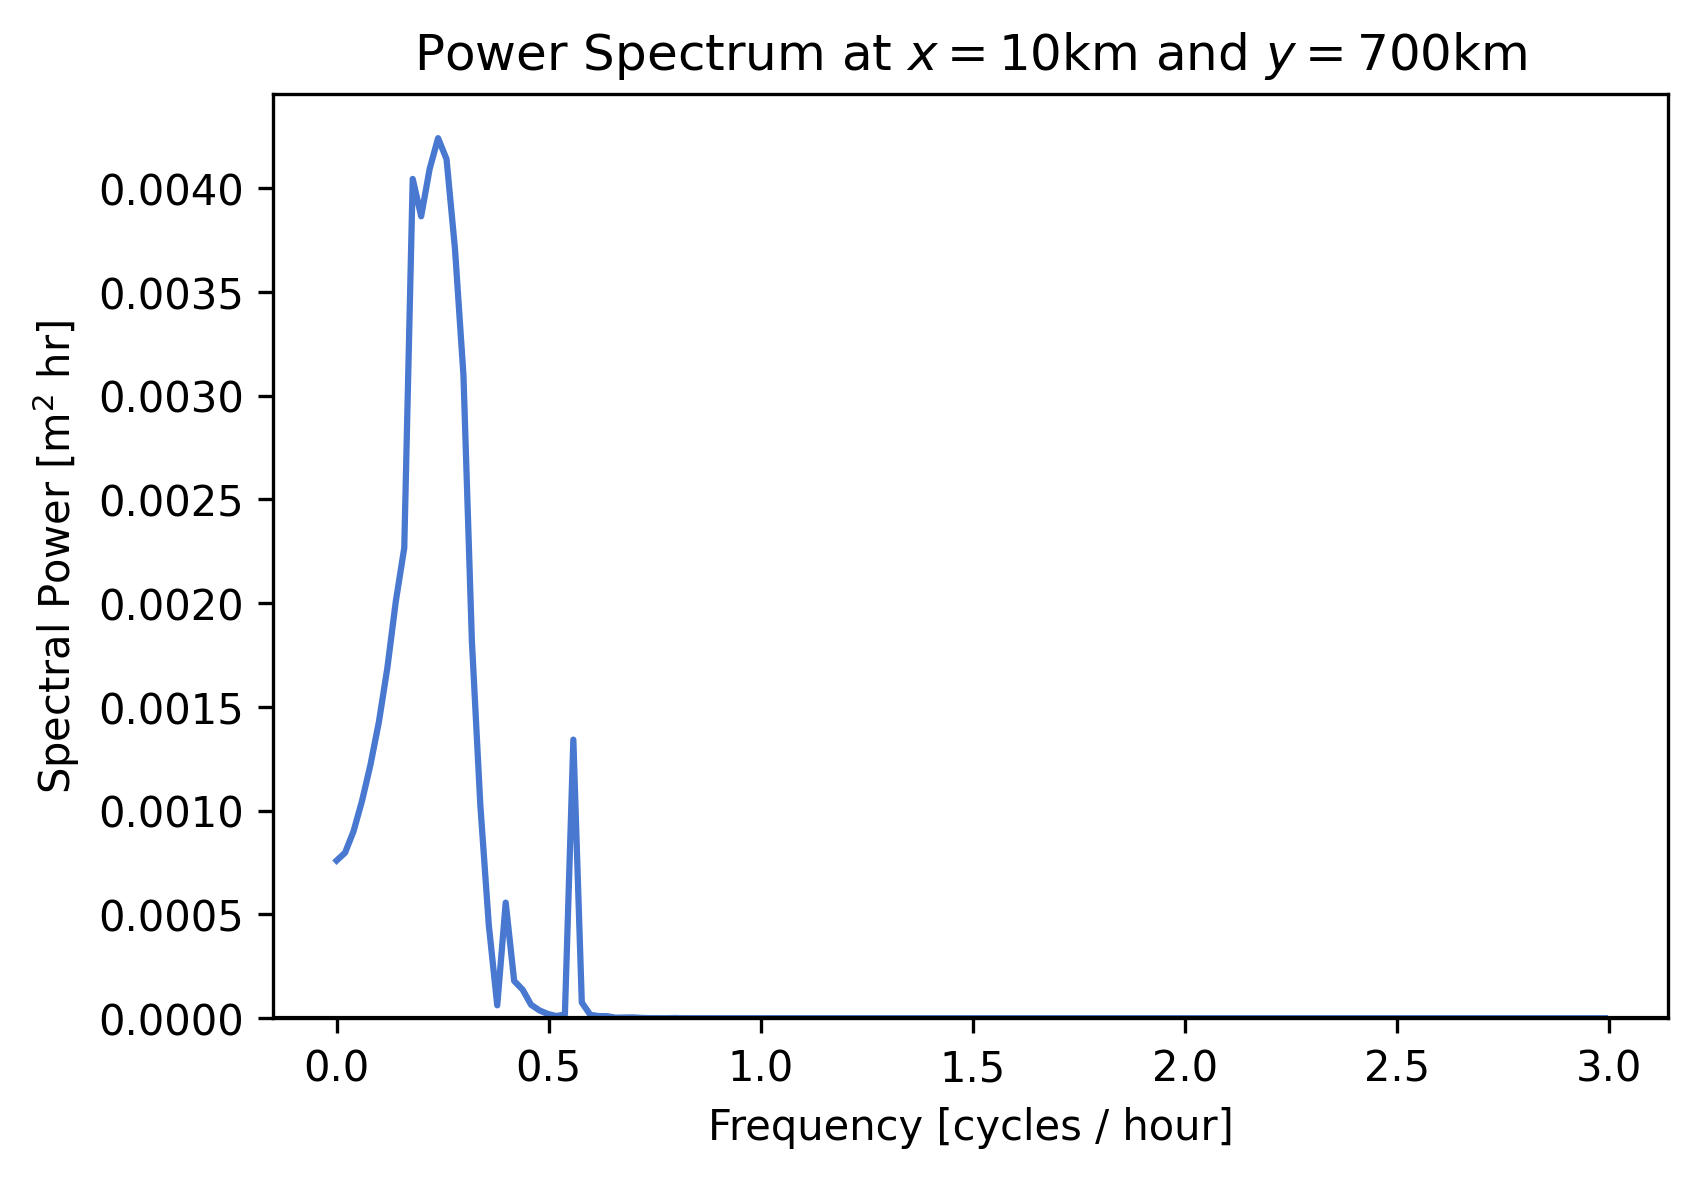 Power Spectrum at x = 10km and y = 700km
Spectral Power [m² hr]
0.0040
0.0035
0.0030
0.0025
0.0020
0.0015
0.0010
0.0005
0.0000
0.0 0.5 1.0 1.5 2.0 2.5 3.0
Frequency [cycles / hour]